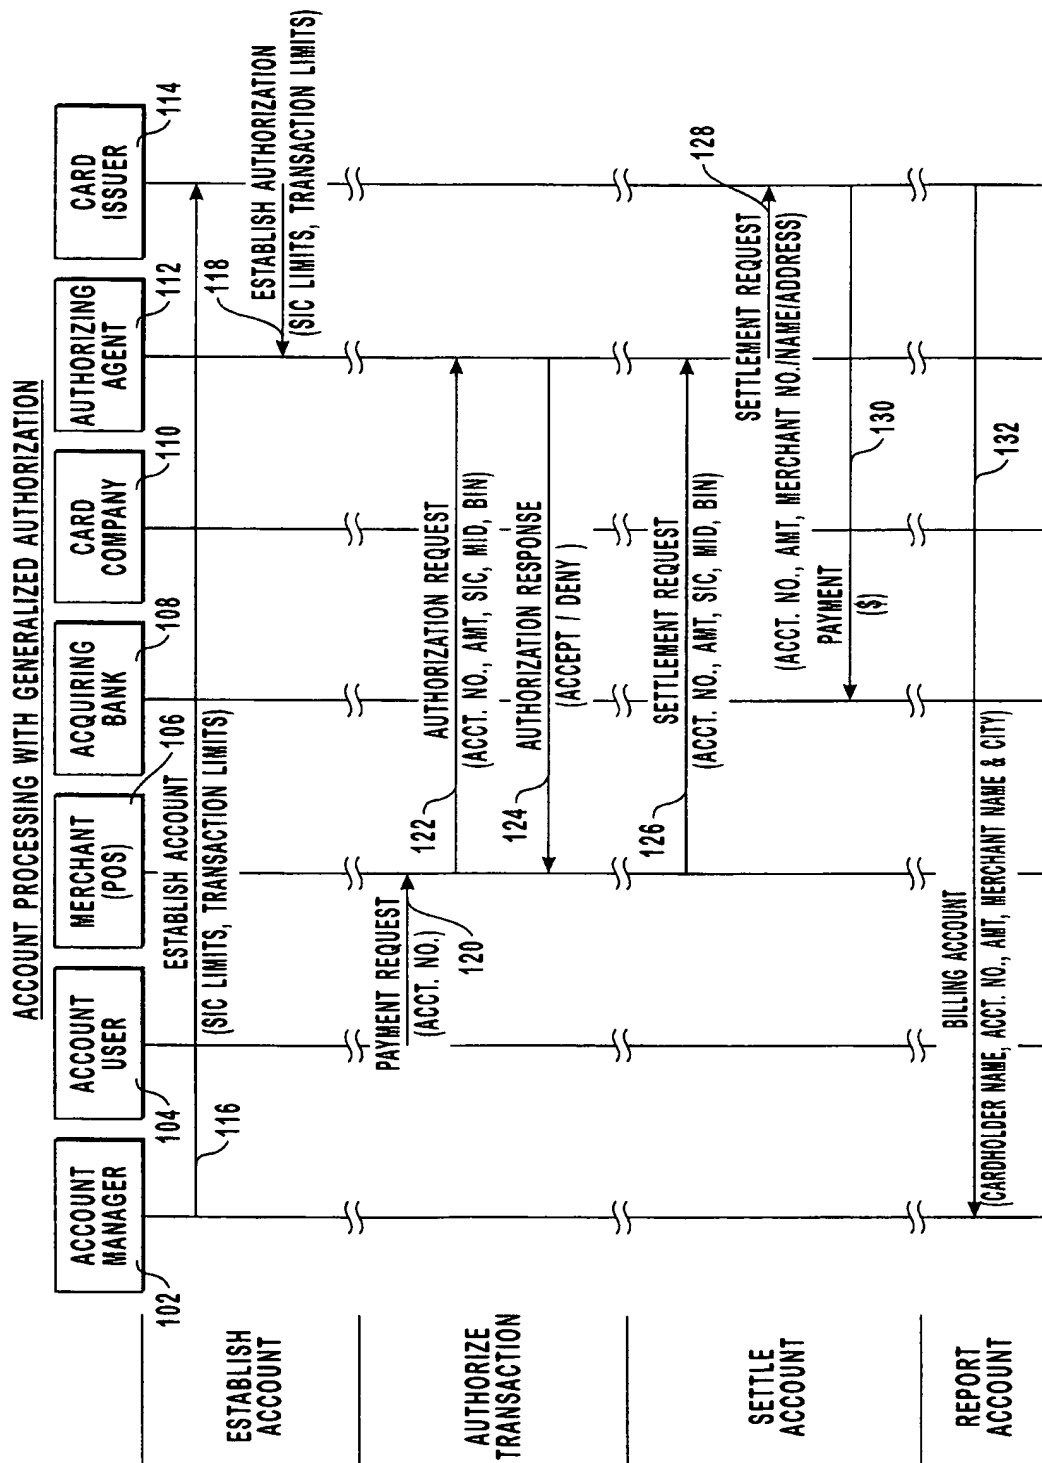 ACCOUNT PROCESSING WITH GENERALIZED AUTHORIZATION
ACCOUNT
MANAGER
102
ACCOUNT
USER
104
MERCHANT
(POS)
106
ACQUIRING
BANK
108
CARD
COMPANY
110
AUTHORIZING
AGENT
112
CARD
ISSUER
114
ESTABLISH
ACCOUNT
116
ESTABLISH ACCOUNT
(SIC LIMITS, TRANSACTION LIMITS)
118
ESTABLISH AUTHORIZATION
(SIC LIMITS, TRANSACTION LIMITS)
AUTHORIZE
TRANSACTION
PAYMENT REQUEST
(ACCT. NO.)
120
122
AUTHORIZATION REQUEST
(ACCT. NO., AMT, SIC, MID, BIN)
124
AUTHORIZATION RESPONSE
(ACCEPT / DENY )
SETTLE
ACCOUNT
126
SETTLEMENT REQUEST
(ACCT. NO., AMT, SIC, MID, BIN)
SETTLEMENT REQUEST
128
(ACCT. NO., AMT, MERCHANT NO./NAME/ADDRESS)
PAYMENT
($)
130
REPORT
ACCOUNT
BILLING ACCOUNT
(CARDHOLDER NAME, ACCT. NO., AMT, MERCHANT NAME & CITY)
132